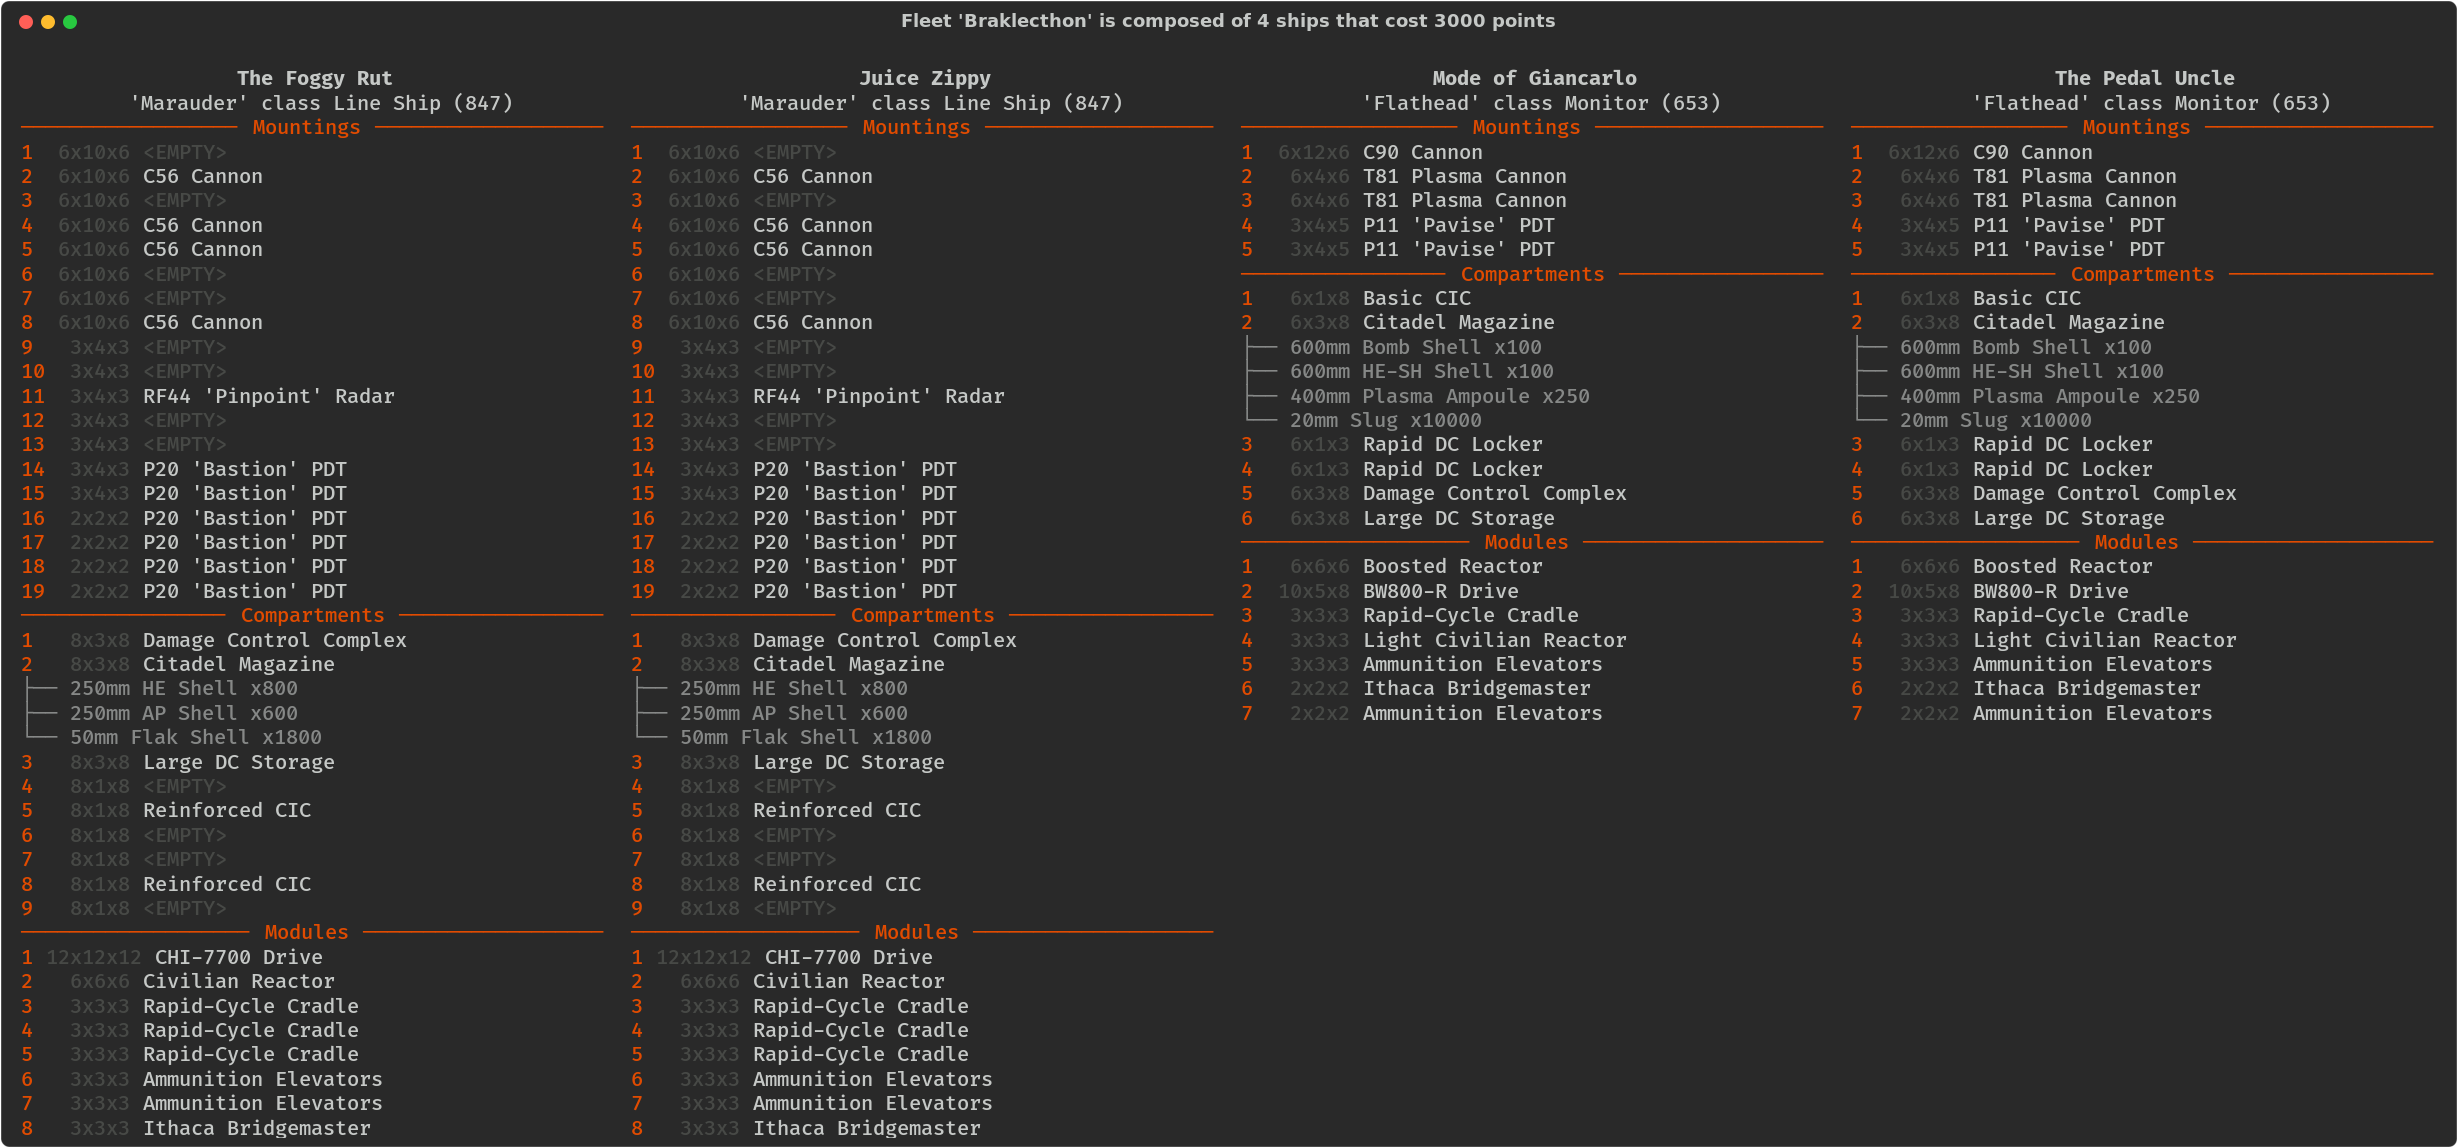 Fleet 'Braklecthon' is composed of 4 ships that cost 3000 points
The Foggy Rut
'Marauder' class Line Ship (847)
Mountings
1 6x10x6 <EMPTY>
2 6x10x6 C56 Cannon
3 6x10x6 <EMPTY>
4 6x10x6 C56 Cannon
5 6x10x6 C56 Cannon
6 6x10x6 <EMPTY>
7 6x10x6 <EMPTY>
8 6x10x6 C56 Cannon
9 3x4x3 <EMPTY>
10 3x4x3 <EMPTY>
11 3x4x3 RF44 'Pinpoint' Radar
12 3x4x3 <EMPTY>
13 3x4x3 <EMPTY>
14 3x4x3 P20 'Bastion' PDT
15 3x4x3 P20 'Bastion' PDT
16 2x2x2 P20 'Bastion' PDT
17 2x2x2 P20 'Bastion' PDT
18 2x2x2 P20 'Bastion' PDT
19 2x2x2 P20 'Bastion' PDT
Compartments
1 8x3x8 Damage Control Complex
2 8x3x8 Citadel Magazine
├── 250mm HE Shell x800
├── 250mm AP Shell x600
└── 50mm Flak Shell x1800
3 8x3x8 Large DC Storage
4 8x1x8 <EMPTY>
5 8x1x8 Reinforced CIC
6 8x1x8 <EMPTY>
7 8x1x8 <EMPTY>
8 8x1x8 Reinforced CIC
9 8x1x8 <EMPTY>
Modules
1 12x12x12 CHI-7700 Drive
2 6x6x6 Civilian Reactor
3 3x3x3 Rapid-Cycle Cradle
4 3x3x3 Rapid-Cycle Cradle
5 3x3x3 Rapid-Cycle Cradle
6 3x3x3 Ammunition Elevators
7 3x3x3 Ammunition Elevators
8 3x3x3 Ithaca Bridgemaster
Juice Zippy
'Marauder' class Line Ship (847)
Mountings
1 6x10x6 <EMPTY>
2 6x10x6 C56 Cannon
3 6x10x6 <EMPTY>
4 6x10x6 C56 Cannon
5 6x10x6 C56 Cannon
6 6x10x6 <EMPTY>
7 6x10x6 <EMPTY>
8 6x10x6 C56 Cannon
9 3x4x3 <EMPTY>
10 3x4x3 <EMPTY>
11 3x4x3 RF44 'Pinpoint' Radar
12 3x4x3 <EMPTY>
13 3x4x3 <EMPTY>
14 3x4x3 P20 'Bastion' PDT
15 3x4x3 P20 'Bastion' PDT
16 2x2x2 P20 'Bastion' PDT
17 2x2x2 P20 'Bastion' PDT
18 2x2x2 P20 'Bastion' PDT
19 2x2x2 P20 'Bastion' PDT
Compartments
1 8x3x8 Damage Control Complex
2 8x3x8 Citadel Magazine
├── 250mm HE Shell x800
├── 250mm AP Shell x600
└── 50mm Flak Shell x1800
3 8x3x8 Large DC Storage
4 8x1x8 <EMPTY>
5 8x1x8 Reinforced CIC
6 8x1x8 <EMPTY>
7 8x1x8 <EMPTY>
8 8x1x8 Reinforced CIC
9 8x1x8 <EMPTY>
Modules
1 12x12x12 CHI-7700 Drive
2 6x6x6 Civilian Reactor
3 3x3x3 Rapid-Cycle Cradle
4 3x3x3 Rapid-Cycle Cradle
5 3x3x3 Rapid-Cycle Cradle
6 3x3x3 Ammunition Elevators
7 3x3x3 Ammunition Elevators
8 3x3x3 Ithaca Bridgemaster
Mode of Giancarlo
'Flathead' class Monitor (653)
Mountings
1 6x12x6 C90 Cannon
2 6x4x6 T81 Plasma Cannon
3 6x4x6 T81 Plasma Cannon
4 3x4x5 P11 'Pavise' PDT
5 3x4x5 P11 'Pavise' PDT
Compartments
1 6x1x8 Basic CIC
2 6x3x8 Citadel Magazine
├── 600mm Bomb Shell x100
├── 600mm HE-SH Shell x100
├── 400mm Plasma Ampoule x250
└── 20mm Slug x10000
3 6x1x3 Rapid DC Locker
4 6x1x3 Rapid DC Locker
5 6x3x8 Damage Control Complex
6 6x3x8 Large DC Storage
Modules
1 6x6x6 Boosted Reactor
2 10x5x8 BW800-R Drive
3 3x3x3 Rapid-Cycle Cradle
4 3x3x3 Light Civilian Reactor
5 3x3x3 Ammunition Elevators
6 2x2x2 Ithaca Bridgemaster
7 2x2x2 Ammunition Elevators
The Pedal Uncle
'Flathead' class Monitor (653)
Mountings
1 6x12x6 C90 Cannon
2 6x4x6 T81 Plasma Cannon
3 6x4x6 T81 Plasma Cannon
4 3x4x5 P11 'Pavise' PDT
5 3x4x5 P11 'Pavise' PDT
Compartments
1 6x1x8 Basic CIC
2 6x3x8 Citadel Magazine
├── 600mm Bomb Shell x100
├── 600mm HE-SH Shell x100
├── 400mm Plasma Ampoule x250
└── 20mm Slug x10000
3 6x1x3 Rapid DC Locker
4 6x1x3 Rapid DC Locker
5 6x3x8 Damage Control Complex
6 6x3x8 Large DC Storage
Modules
1 6x6x6 Boosted Reactor
2 10x5x8 BW800-R Drive
3 3x3x3 Rapid-Cycle Cradle
4 3x3x3 Light Civilian Reactor
5 3x3x3 Ammunition Elevators
6 2x2x2 Ithaca Bridgemaster
7 2x2x2 Ammunition Elevators